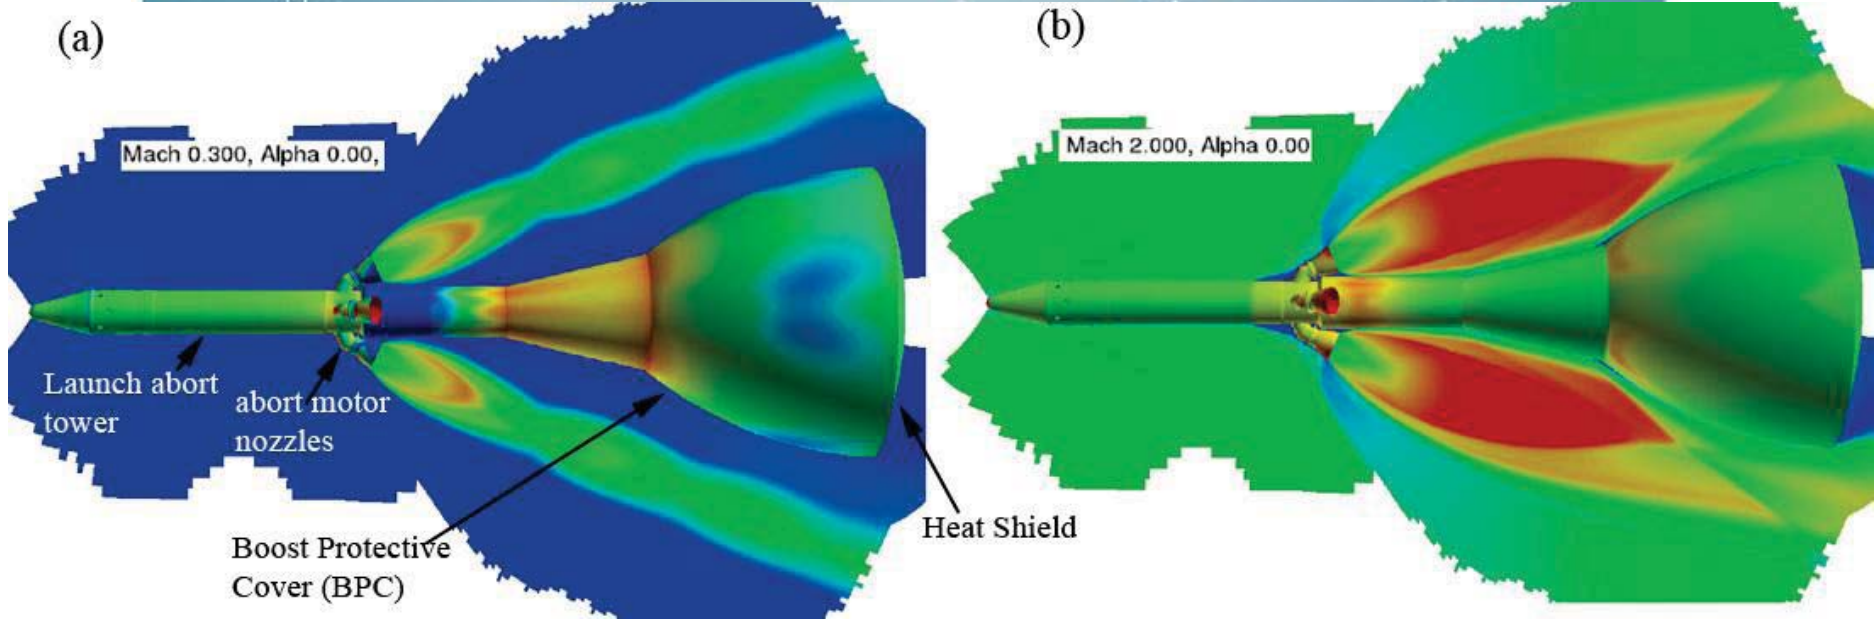 (a)
Mach 0.300, Alpha 0.00,
Launch abort
tower
abort motor
nozzles
Boost Protective
Cover (BPC)
Heat Shield
(b)
Mach 2.000, Alpha 0.00